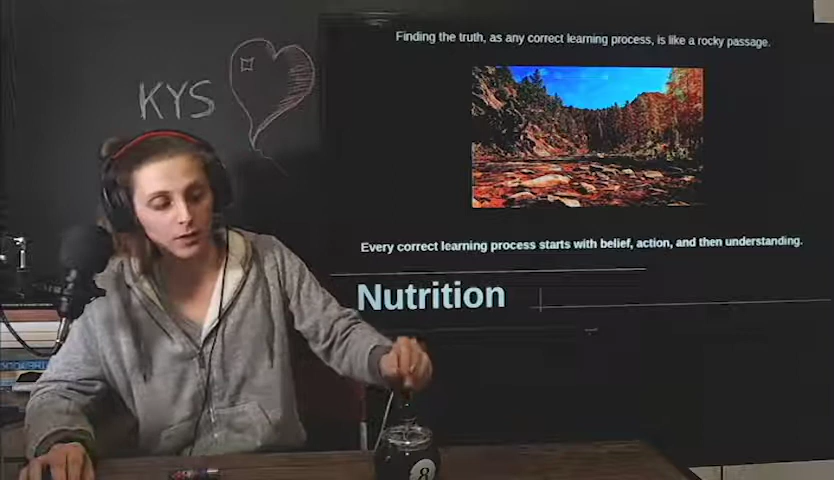 KYS
Finding the truth, as any correct learning process, is like a rocky passage.
Every correct learning process starts with belief, action, and then understanding.
Nutrition
8